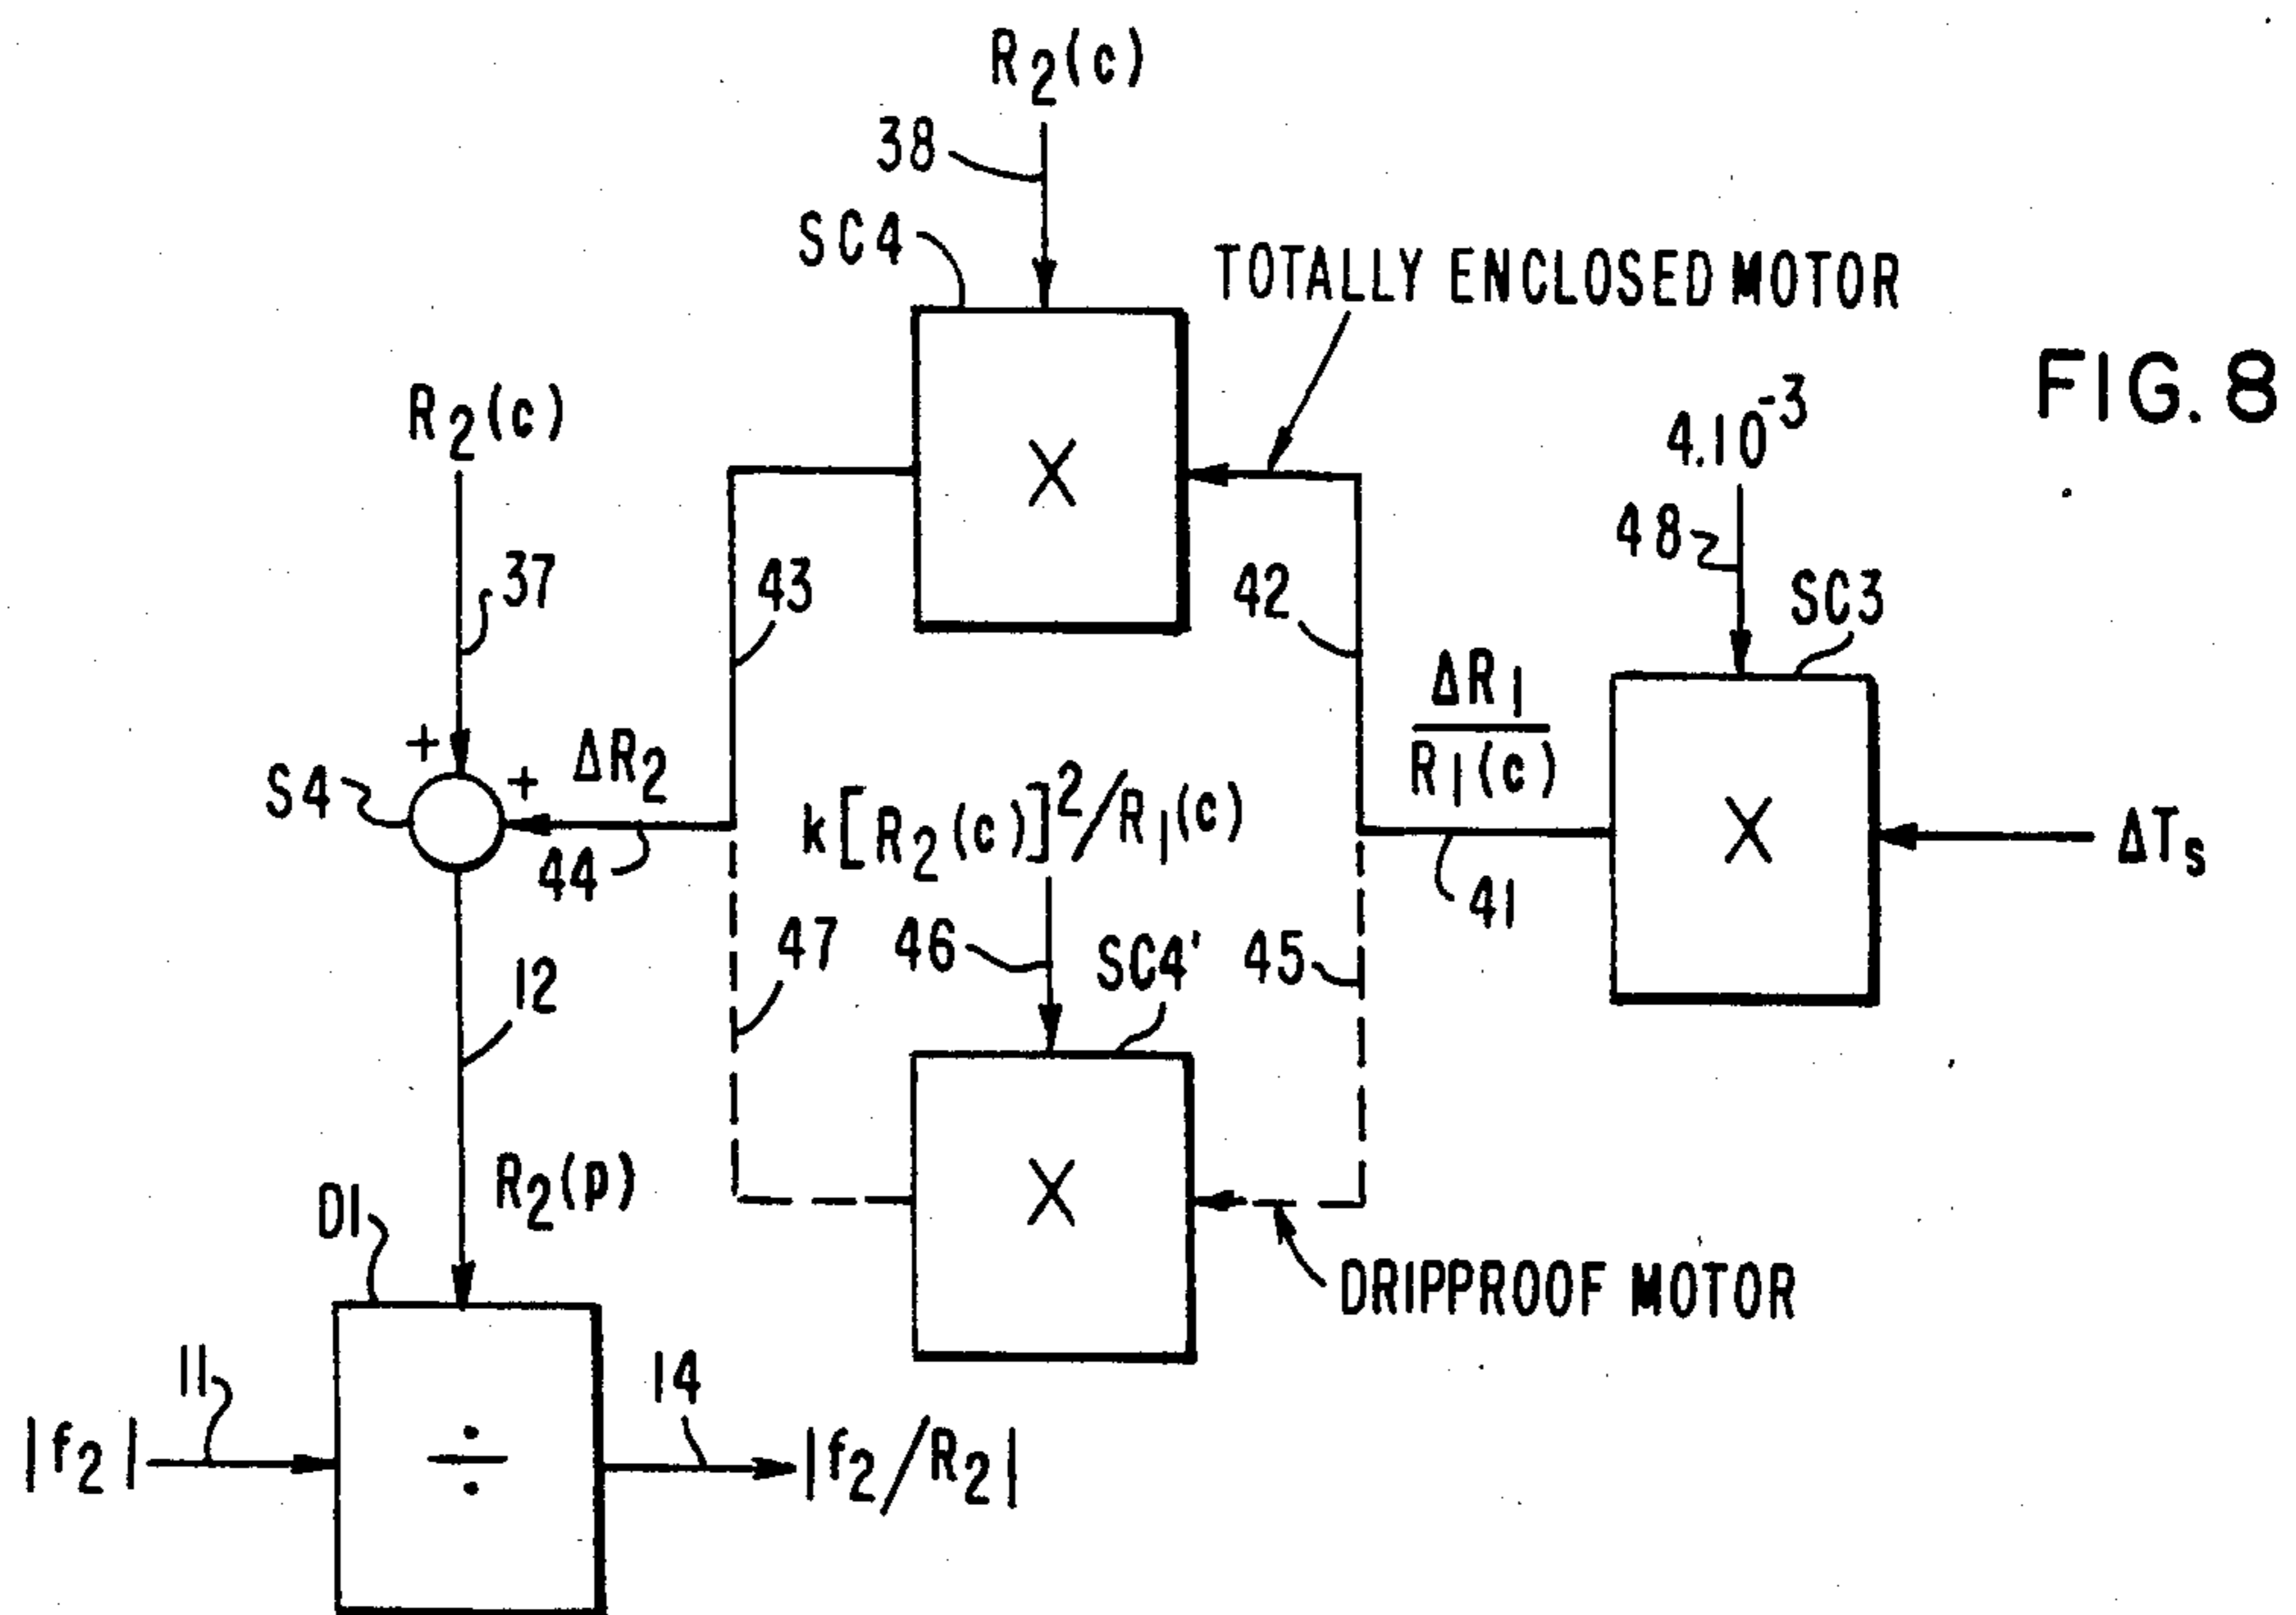 R2(c)
38
SC4
TOTALLY ENCLOSED MOTOR
FIG. 8
R2(c)
4.10^-3
48
SC3
37
43
X
42
ΔR1
R1(c)
S4
+
+
ΔR2
k[R2(c)]^2/R1(c)
X
ΔTs
44
41
47
46
SC4'
45
12
X
R2(p)
D1
DRIPPROOF MOTOR
11
14
|f2|
÷
|f2/R2|